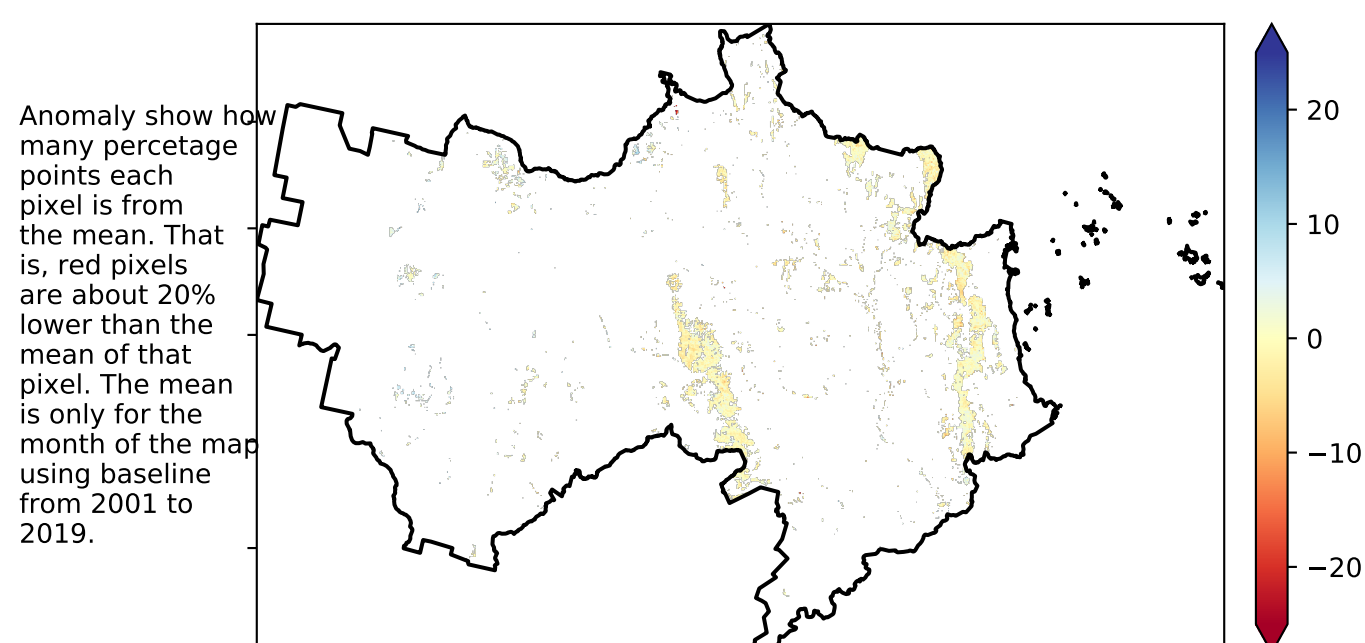 Anomaly show how
many percetage
points each
pixel is from
the mean. That
is, red pixels
are about 20%
lower than the
mean of that
pixel. The mean
is only for the
month of the map
using baseline
from 2001 to
2019.
20
10
0
−10
−20